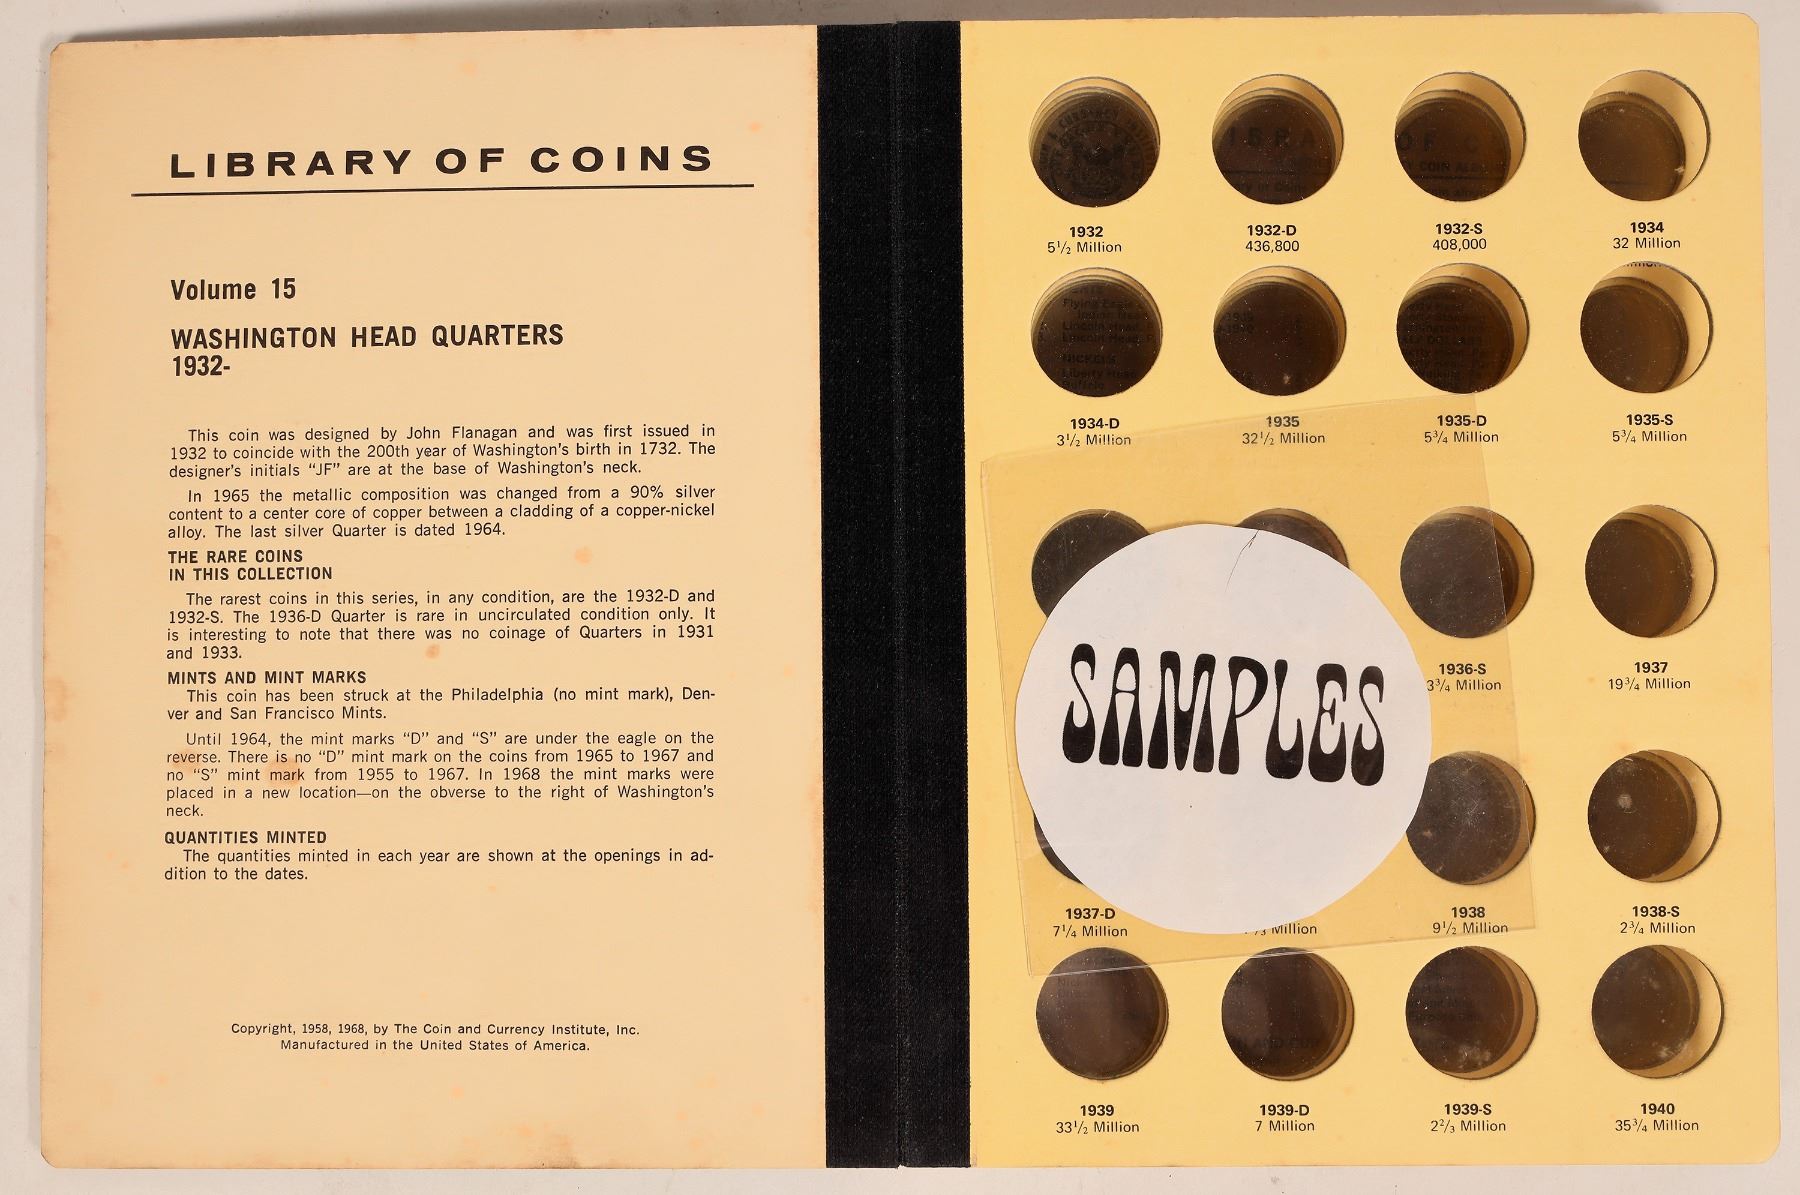 LIBRARY OF COINS
Volume 15
WASHINGTON HEAD QUARTERS
1932-
This coin was designed by John Flanagan and was first issued in
1932 to coincide with the 200th year of Washington's birth in 1732. The
designer's initials “JF” are at the base of Washington's neck.
In 1965 the metallic composition was changed from a 90% silver
content to a center core of copper between a cladding of a copper-nickel
alloy. The last silver Quarter is dated 1964.
THE RARE COINS
IN THIS COLLECTION
The rarest coins in this series, in any condition, are the 1932-D and
1932-S. The 1936-D Quarter is rare in uncirculated condition only. It
is interesting to note that there was no coinage of Quarters in 1931
and 1933.
MINTS AND MINT MARKS
This coin has been struck at the Philadelphia (no mint mark), Den-
ver and San Francisco Mints.
Until 1964, the mint marks “D” and “S” are under the eagle on the
reverse. There is no “D” mint mark on the coins from 1965 to 1967 and
no “S” mint mark from 1955 to 1967. In 1968 the mint marks were
placed in a new location—on the obverse to the right of Washington's
neck.
QUANTITIES MINTED
The quantities minted in each year are shown at the openings in ad-
dition to the dates.
Copyright, 1958, 1968, by The Coin and Currency Institute, Inc.
Manufactured in the United States of America.
1932 1932-D 1932-S 1934
5½ Million 436,800 408,000 32 Million
1934-D 1935 1935-D 1935-S
3½ Million 32½ Million 5¾ Million 5¾ Million
1936-S 1937
3¾ Million 19¾ Million
SAMPLES
1937-D 1938 1938-S
7¼ Million Million 9½ Million 2¾ Million
1939 1939-D 1939-S 1940
33½ Million 7 Million 2⅔ Million 35¾ Million